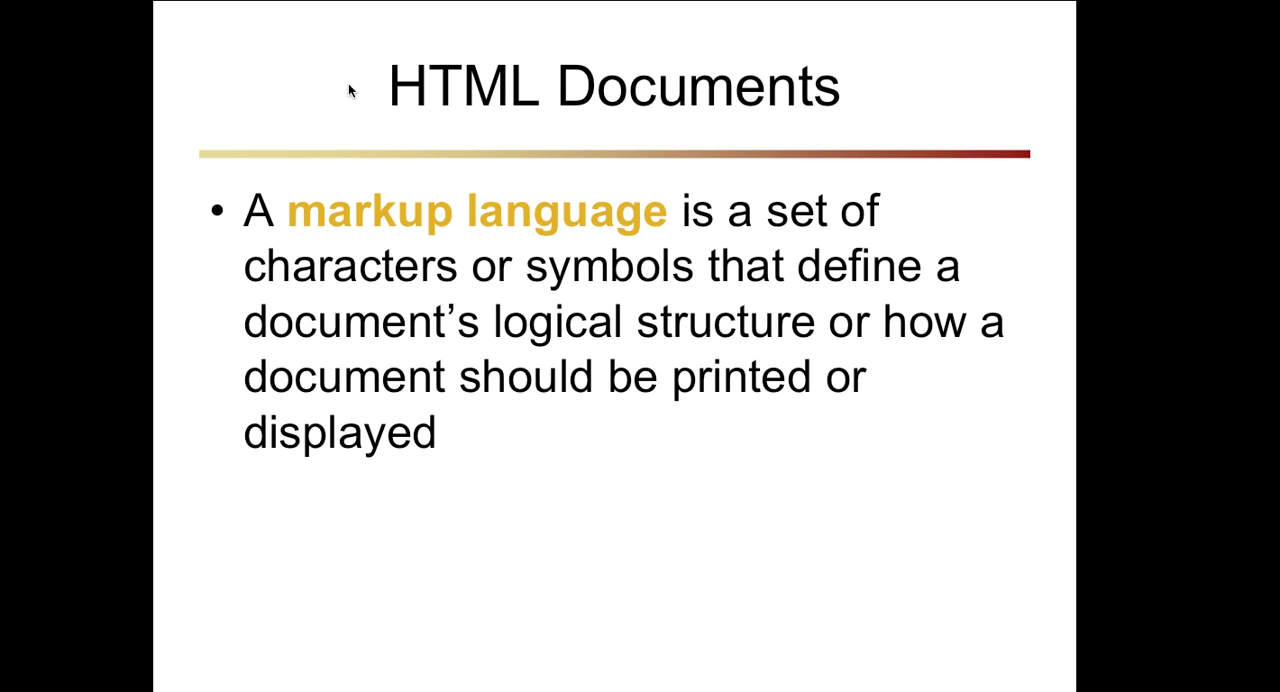 HTML Documents
• A markup language is a set of
characters or symbols that define a
document’s logical structure or how a
document should be printed or
displayed